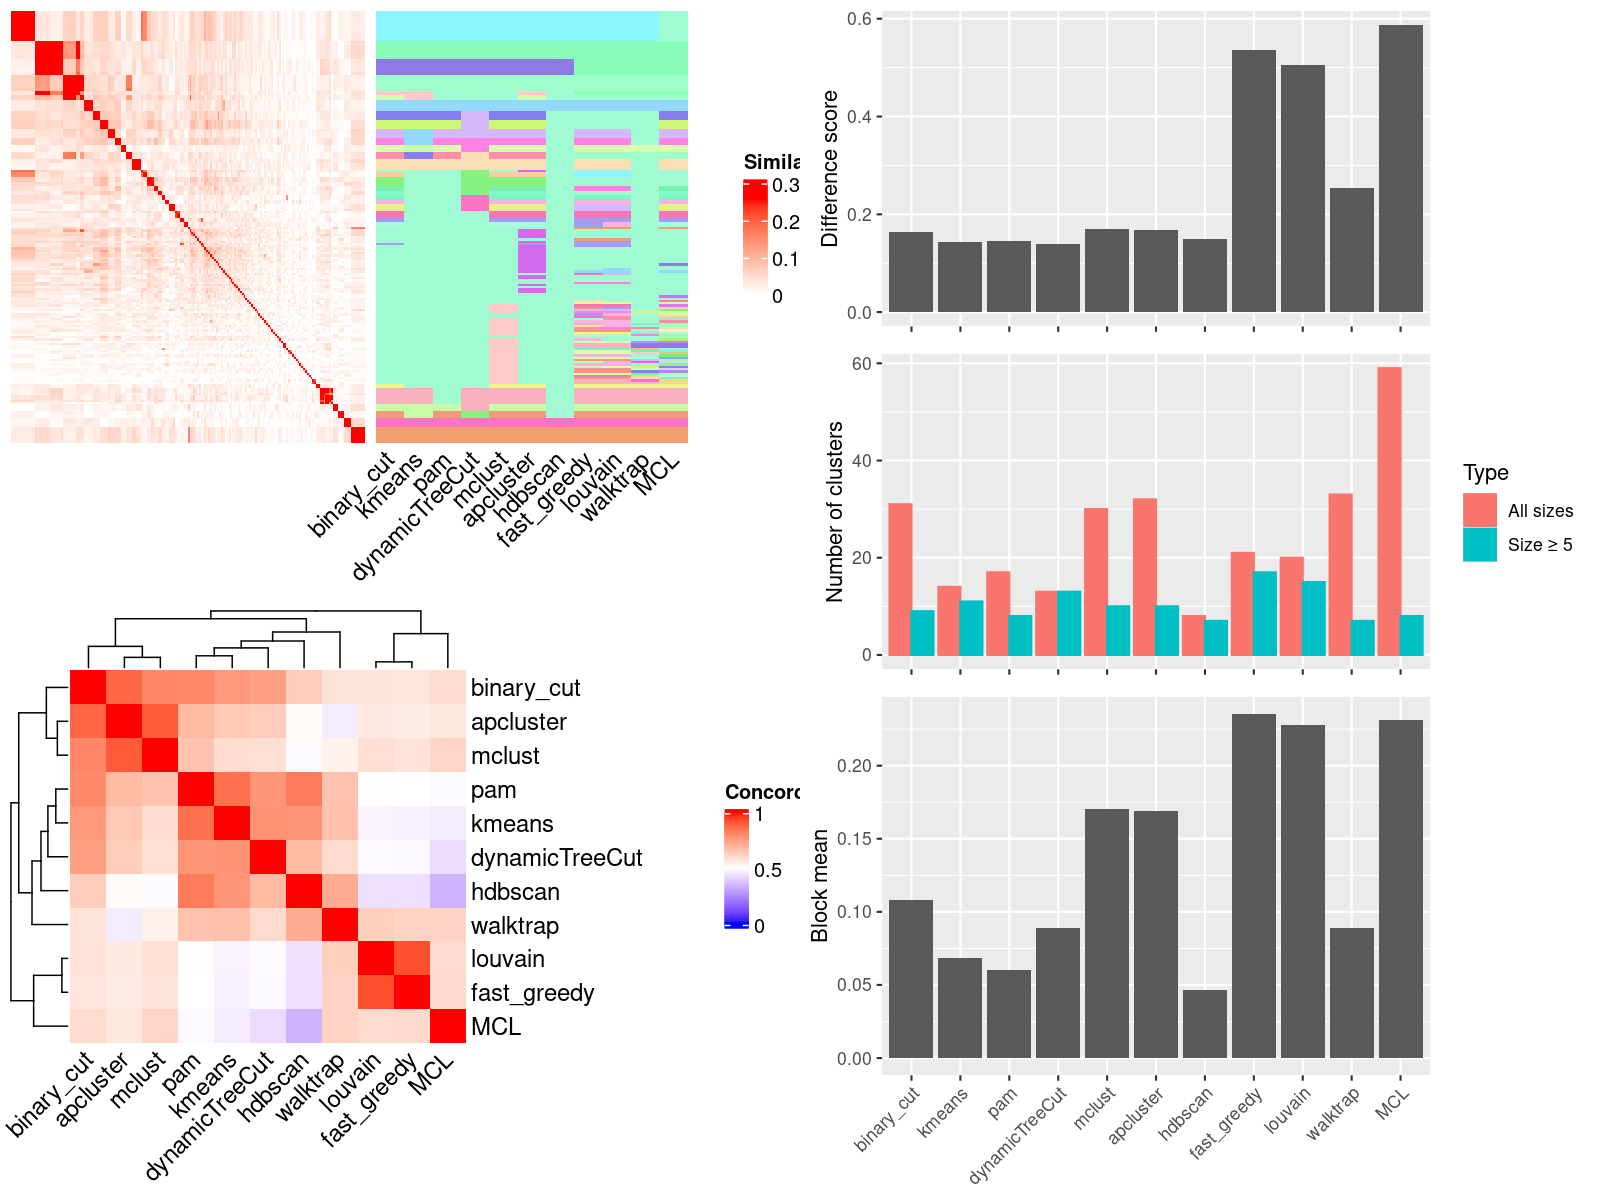 Simila
0.3
0.2
0.1
0
binary_cut
kmeans
pam
dynamicTreeCut
mclust
apcluster
hdbscan
fast_greedy
louvain
walktrap
MCL
binary_cut
apcluster
mclust
pam
kmeans
dynamicTreeCut
hdbscan
walktrap
louvain
fast_greedy
MCL
Concord
1
0.5
0
binary_cut
apcluster
mclust
pam
kmeans
dynamicTreeCut
hdbscan
walktrap
louvain
fast_greedy
MCL
Difference score
0.6
0.4
0.2
0.0
Number of clusters
60
40
20
0
Type
All sizes
Size ≥ 5
Block mean
0.20
0.15
0.10
0.05
0.00
binary_cut
kmeans
pam
dynamicTreeCut
mclust
apcluster
hdbscan
fast_greedy
louvain
walktrap
MCL